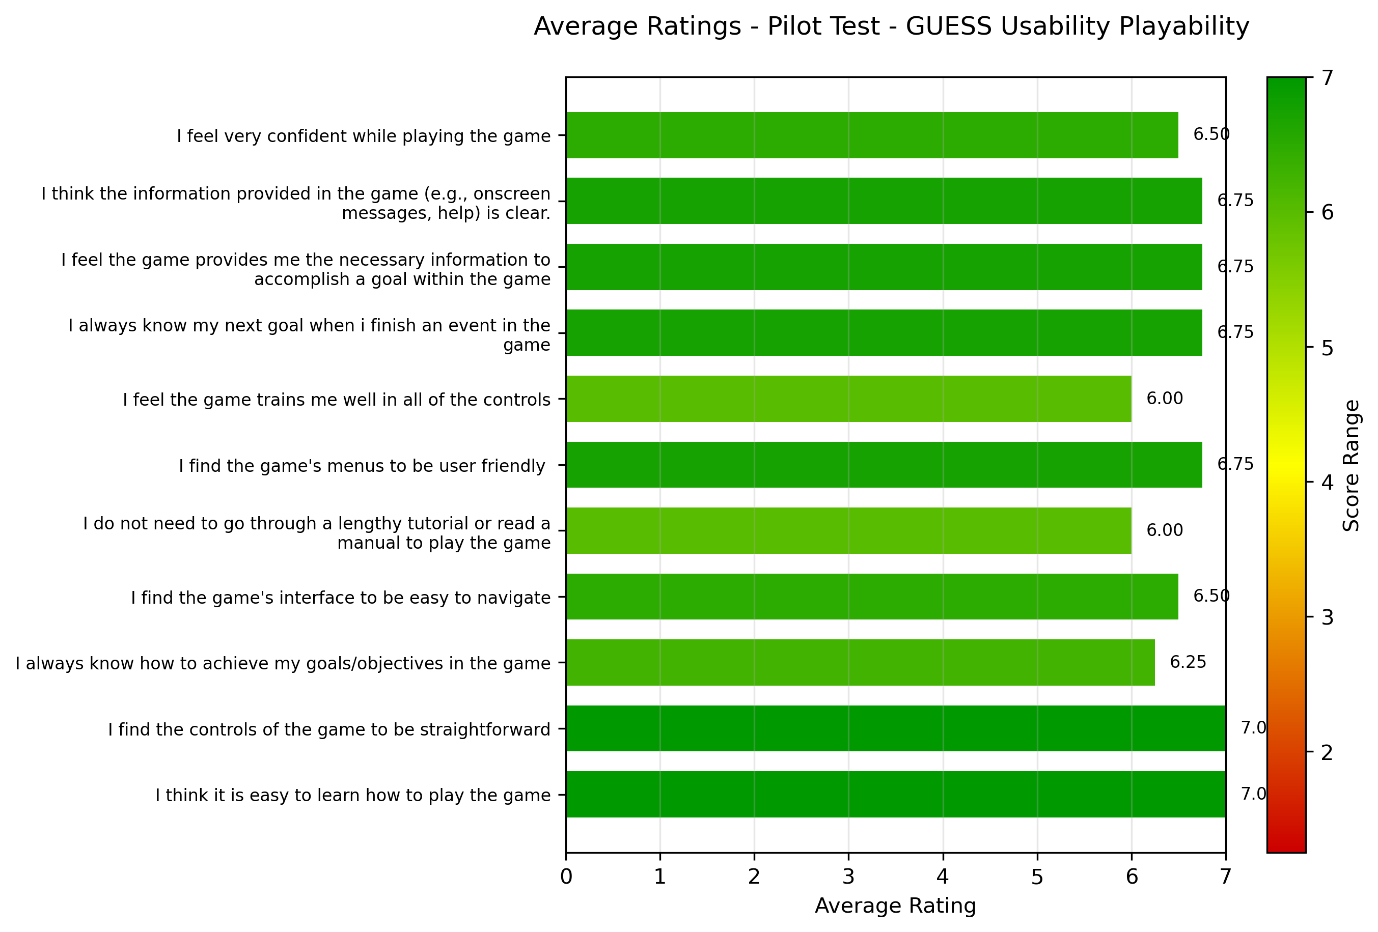 Average Ratings - Pilot Test - GUESS Usability Playability
I feel very confident while playing the game
6.50
I think the information provided in the game (e.g., onscreen
messages, help) is clear.
6.75
I feel the game provides me the necessary information to
accomplish a goal within the game
6.75
I always know my next goal when i finish an event in the
game
6.75
I feel the game trains me well in all of the controls
6.00
I find the game's menus to be user friendly
6.75
I do not need to go through a lengthy tutorial or read a
manual to play the game
6.00
I find the game's interface to be easy to navigate
6.50
I always know how to achieve my goals/objectives in the game
6.25
I find the controls of the game to be straightforward
7.0
I think it is easy to learn how to play the game
7.0
0 1 2 3 4 5 6 7
Average Rating
7
6
5
4
3
2
Score Range